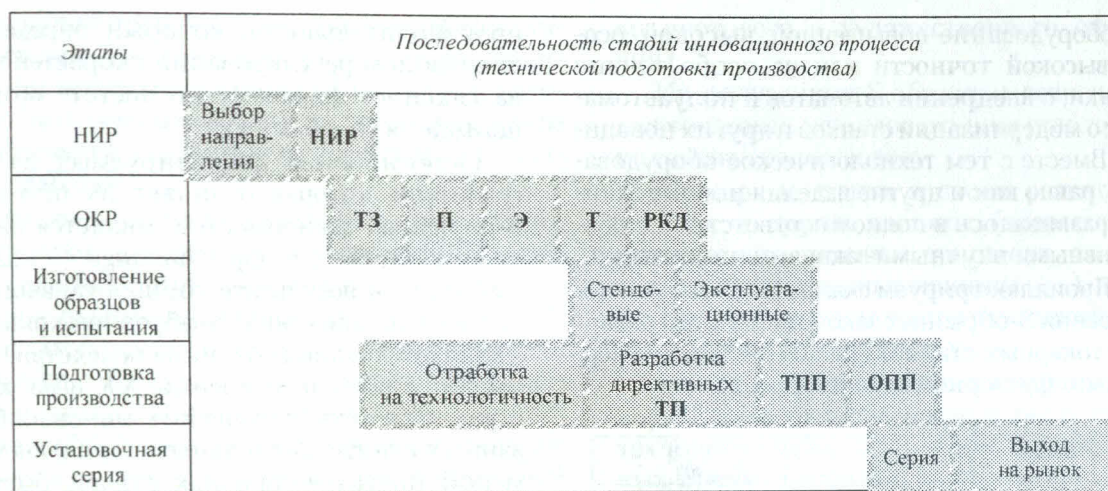 Этапы
Последовательность стадий инновационного процесса
(технической подготовки производства)
НИР
Выбор
направ-
ления
НИР
ОКР
ТЗ
П
Э
Т
РКД
Изготовление
образцов
и испытания
Стендо-
вые
Эксплуата-
ционные
Подготовка
производства
Отработка
на технологичность
Разработка
директивных
ТП
ТПП
ОПП
Установочная
серия
Серия
Выход
на рынок